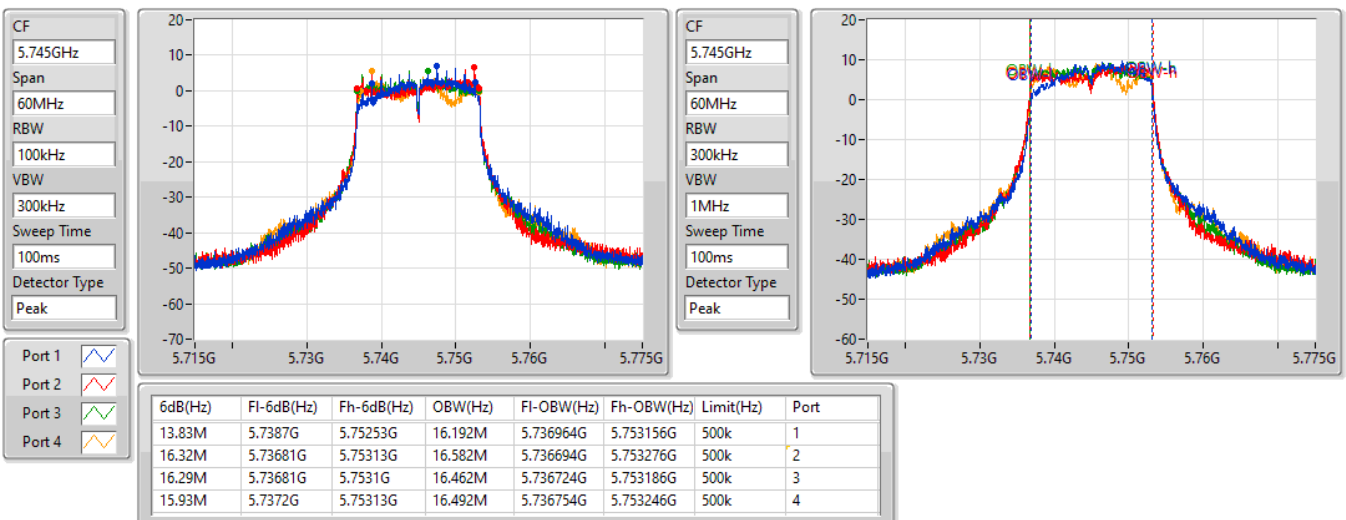 CF
5.745GHz
Span
60MHz
RBW
100kHz
VBW
300kHz
Sweep Time
100ms
Detector Type
Peak
Port 1
Port 2
Port 3
Port 4
20
10
0
-10
-20
-30
-40
-50
-60
-70
5.715G 5.73G 5.74G 5.75G 5.76G 5.775G
CF
5.745GHz
Span
60MHz
RBW
300kHz
VBW
1MHz
Sweep Time
100ms
Detector Type
Peak
20
10
0
-10
-20
-30
-40
-50
-60
5.715G 5.73G 5.74G 5.75G 5.76G 5.775G
6dB(Hz) Fl-6dB(Hz) Fh-6dB(Hz) OBW(Hz) Fl-OBW(Hz) Fh-OBW(Hz) Limit(Hz) Port
13.83M 5.7387G 5.75253G 16.192M 5.736964G 5.753156G 500k 1
16.32M 5.73681G 5.75313G 16.582M 5.736694G 5.753276G 500k 2
16.29M 5.73681G 5.7531G 16.462M 5.736724G 5.753186G 500k 3
15.93M 5.7372G 5.75313G 16.492M 5.736754G 5.753246G 500k 4